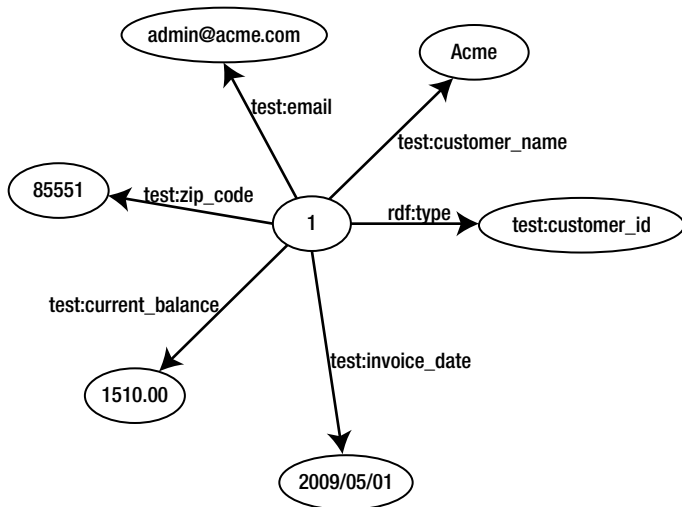 admin@acme.com
Acme
test:email
test:customer_name
85551
test:zip_code
1
rdf:type
test:customer_id
test:current_balance
test:invoice_date
1510.00
2009/05/01